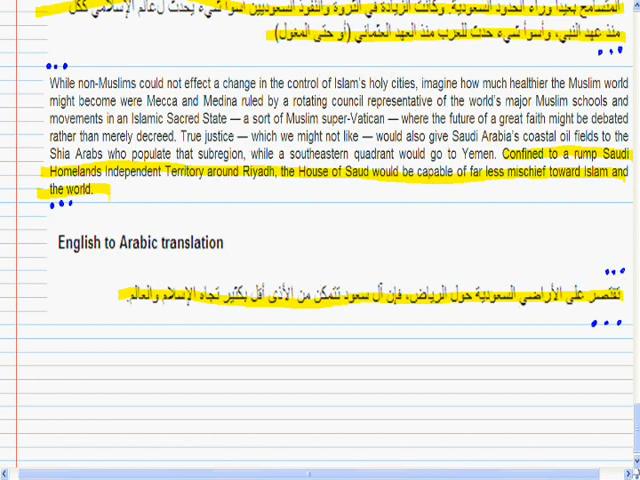 المتسامح بعيدا وراء الحدود السعودية. وكانت الزيادة في الثروة والنفوذ السعوديين أسوأ شيء يحدث لعالم الإسلامي ككل
منذ عهد النبي، وأسوأ شيء حدث للعرب منذ العهد العثماني (أو حتى المغول)
While non-Muslims could not effect a change in the control of Islam's holy cities, imagine how much healthier the Muslim world
might become were Mecca and Medina ruled by a rotating council representative of the world's major Muslim schools and
movements in an Islamic Sacred State — a sort of Muslim super-Vatican — where the future of a great faith might be debated
rather than merely decreed. True justice — which we might not like — would also give Saudi Arabia's coastal oil fields to the
Shia Arabs who populate that subregion, while a southeastern quadrant would go to Yemen. Confined to a rump Saudi
Homelands Independent Territory around Riyadh, the House of Saud would be capable of far less mischief toward Islam and
the world.
English to Arabic translation
تقتصر على الأراضي السعودية حول الرياض، فإن آل سعود تتمكن من الأذى أقل بكثير تجاه الإسلام والعالم.